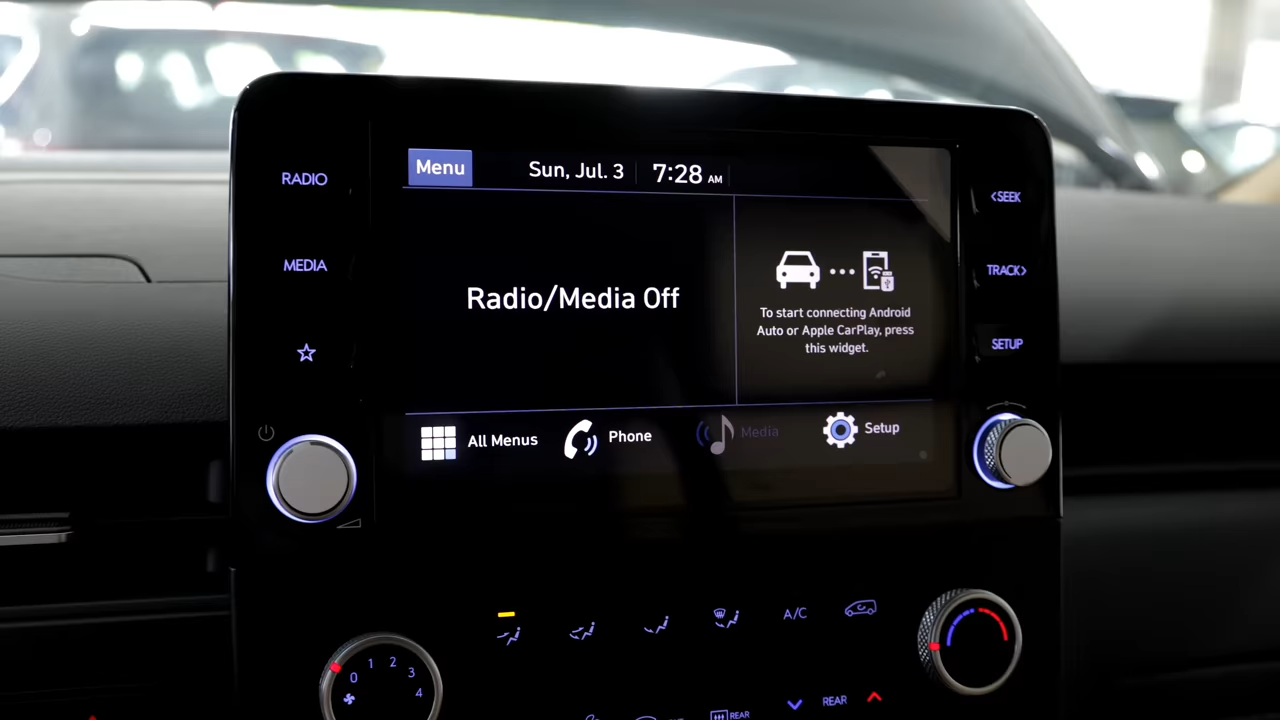 Menu
Sun, Jul. 3
7:28 AM
RADIO
MEDIA
<SEEK
TRACK>
SETUP
Radio/Media Off
To start connecting Android
Auto or Apple CarPlay, press
this widget.
All Menus
Phone
Media
Setup
A/C
0 1 2 3 4
REAR
REAR